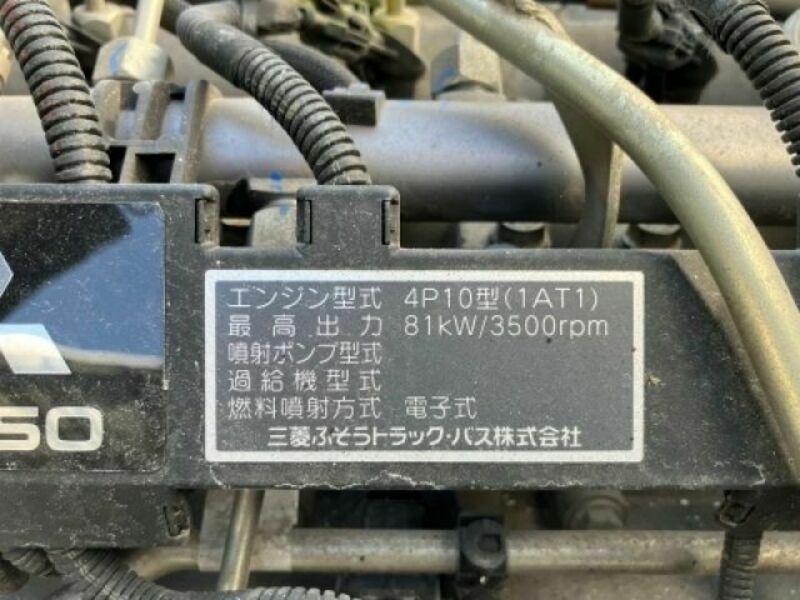 エンジン型式 4P10型(1AT1)
最高出力 81kW/3500rpm
噴射ポンプ型式
過給機型式
燃料噴射方式 電子式
三菱ふそうトラック・バス株式会社
50